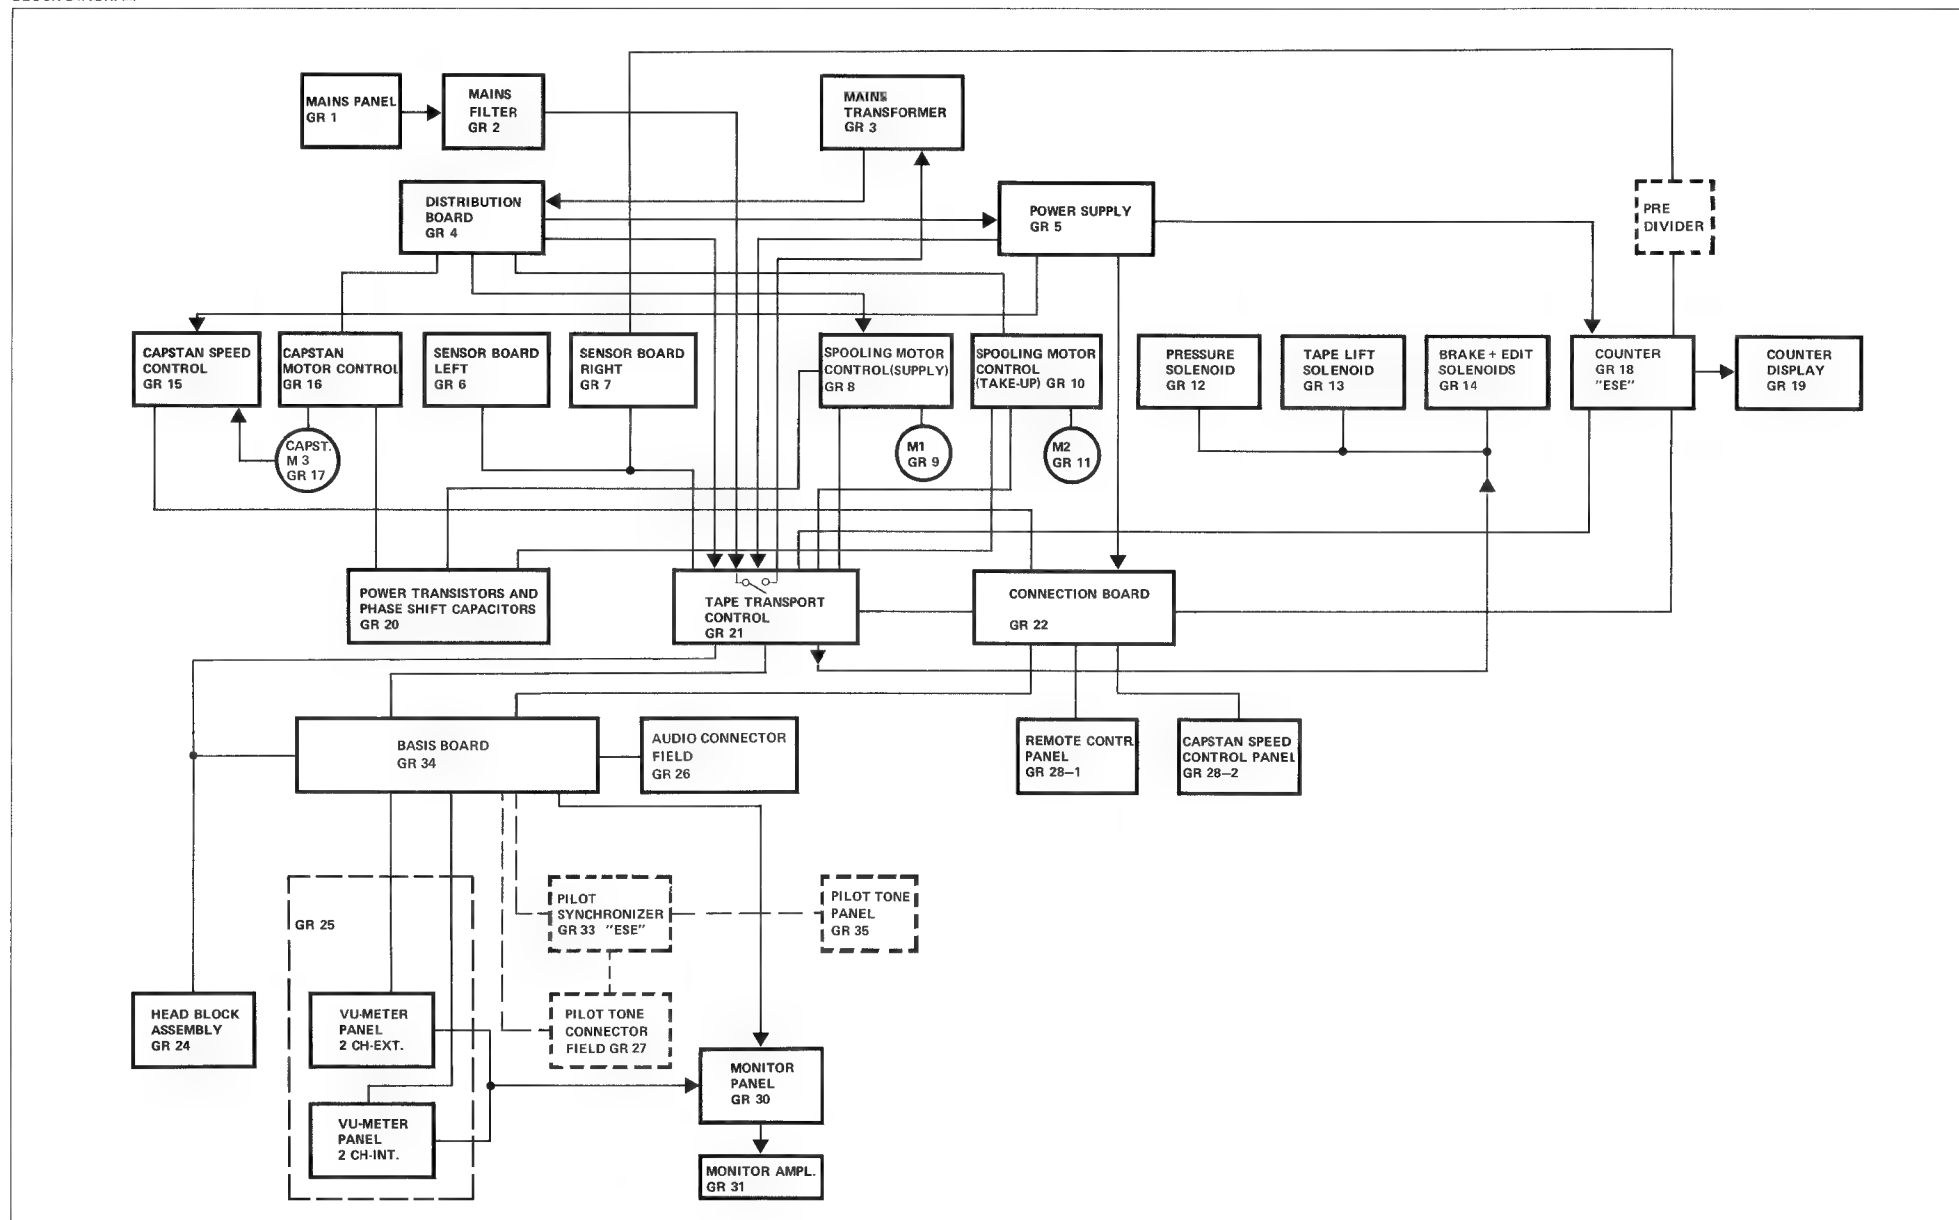 MAINS PANEL
GR 1
MAINS
FILTER
GR 2
MAINS
TRANSFORMER
GR 3
DISTRIBUTION
BOARD
GR 4
POWER SUPPLY
GR 5
PRE
DIVIDER
CAPSTAN SPEED
CONTROL
GR 15
CAPSTAN
MOTOR CONTROL
GR 16
SENSOR BOARD
LEFT
GR 6
SENSOR BOARD
RIGHT
GR 7
SPOOLING MOTOR
CONTROL(SUPPLY)
GR 8
SPOOLING MOTOR
CONTROL
(TAKE-UP) GR 10
PRESSURE
SOLENOID
GR 12
TAPE LIFT
SOLENOID
GR 13
BRAKE + EDIT
SOLENOIDS
GR 14
COUNTER
GR 18
"ESE"
COUNTER
DISPLAY
GR 19
CAPST.
M 3
GR 17
M1
GR 9
M2
GR 11
POWER TRANSISTORS AND
PHASE SHIFT CAPACITORS
GR 20
TAPE TRANSPORT
CONTROL
GR 21
CONNECTION BOARD
GR 22
BASIS BOARD
GR 34
AUDIO CONNECTOR
FIELD
GR 26
REMOTE CONTR
PANEL
GR 28–1
CAPSTAN SPEED
CONTROL PANEL
GR 28–2
GR 25
PILOT
SYNCHRONIZER
GR 33 "ESE"
PILOT TONE
PANEL
GR 35
HEAD BLOCK
ASSEMBLY
GR 24
VU-METER
PANEL
2 CH-EXT.
PILOT TONE
CONNECTOR
FIELD GR 27
MONITOR
PANEL
GR 30
VU-METER
PANEL
2 CH-INT.
MONITOR AMPL.
GR 31